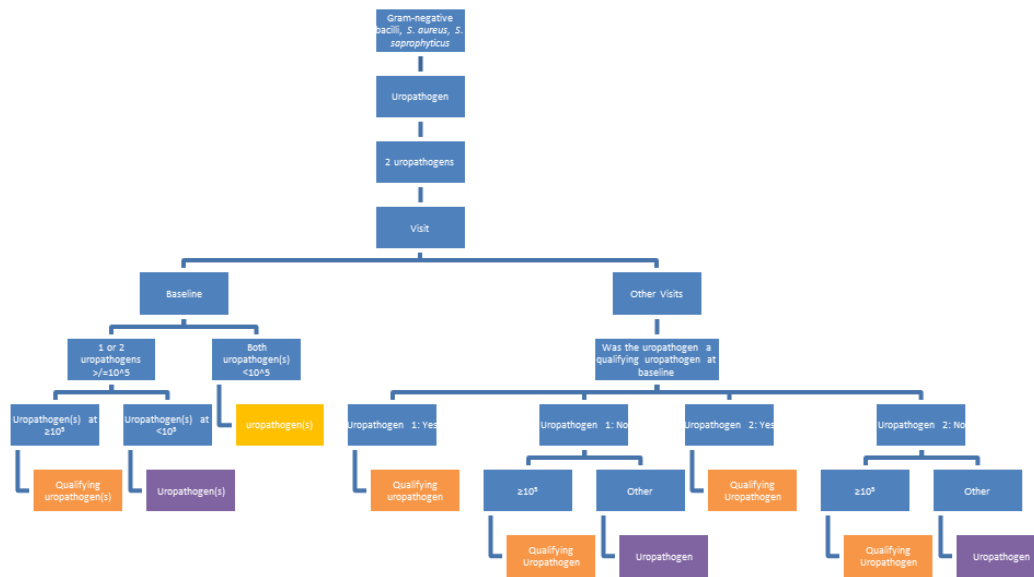 Gram-negative
bacilli, S. aureus, S.
saprophyticus
Uropathogen
2 uropathogens
Visit
Baseline
Other Visits
1 or 2
uropathogens
>/=10^5
Both
uropathogen(s)
<10^5
Was the uropathogen a
qualifying uropathogen at
baseline
Uropathogen(s) at
≥10⁵
Uropathogen(s) at
<10⁵
uropathogen(s)
Uropathogen 1: Yes
Uropathogen 1: No
Uropathogen 2: Yes
Uropathogen 2: No
Qualifying
uropathogen(s)
Uropathogen(s)
Qualifying
uropathogen
≥10⁵
Other
Qualifying
Uropathogen
≥10⁵
Other
Qualifying
Uropathogen
Uropathogen
Qualifying
Uropathogen
Uropathogen